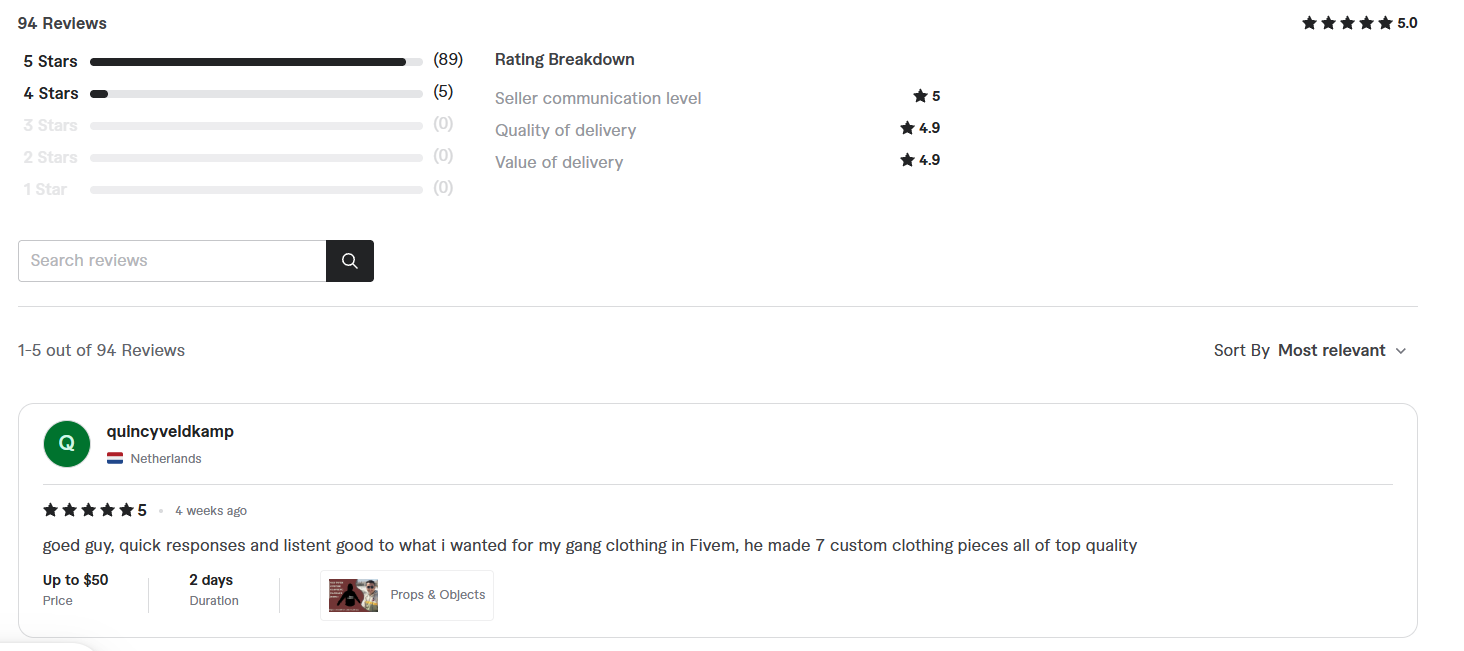 94 Reviews
5.0
5 Stars (89)
4 Stars (5)
3 Stars (0)
2 Stars (0)
1 Star (0)
Rating Breakdown
Seller communication level 5
Quality of delivery 4.9
Value of delivery 4.9
Search reviews
1-5 out of 94 Reviews
Sort By Most relevant
Q
quincyveldkamp
Netherlands
5 • 4 weeks ago
goed guy, quick responses and listent good to what i wanted for my gang clothing in Fivem, he made 7 custom clothing pieces all of top quality
Up to $50
Price
2 days
Duration
Props & Objects